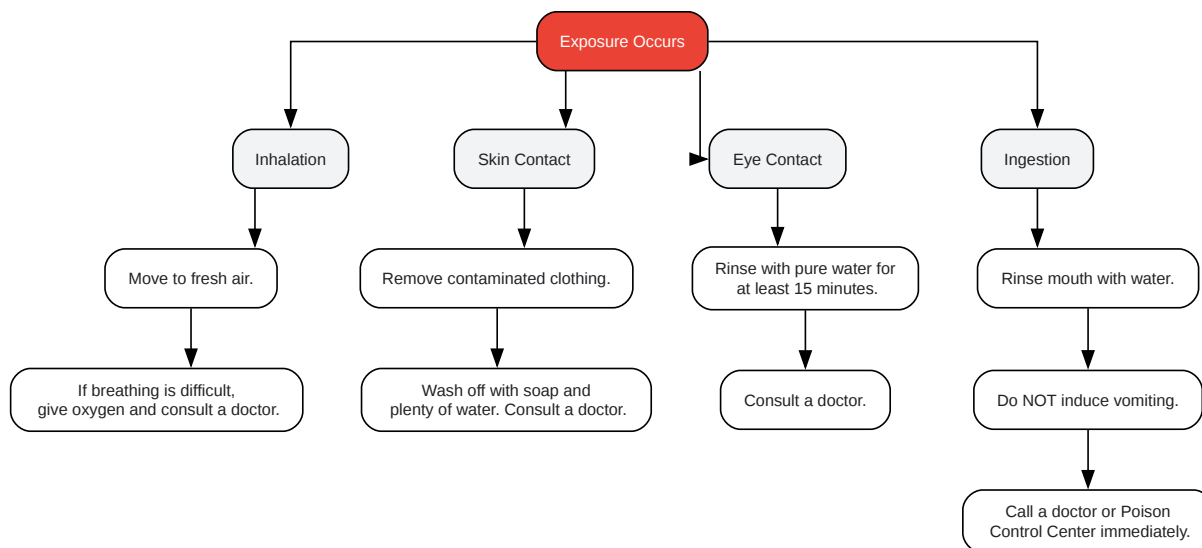 Exposure Occurs
Inhalation
Skin Contact
Eye Contact
Ingestion
Move to fresh air.
Remove contaminated clothing.
Rinse with pure water for
at least 15 minutes.
Rinse mouth with water.
If breathing is difficult,
give oxygen and consult a doctor.
Wash off with soap and
plenty of water. Consult a doctor.
Consult a doctor.
Do NOT induce vomiting.
Call a doctor or Poison
Control Center immediately.